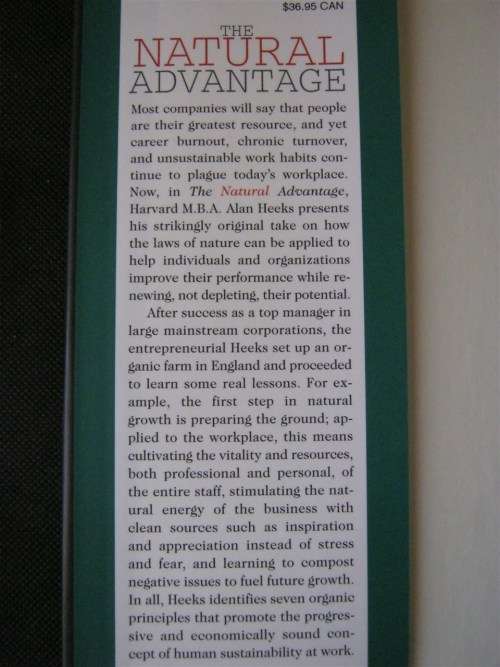 $36.95 CAN
THE
NATURAL
ADVANTAGE
Most companies will say that people
are their greatest resource, and yet
career burnout, chronic turnover,
and unsustainable work habits con-
tinue to plague today's workplace.
Now, in The Natural Advantage,
Harvard M.B.A. Alan Heeks presents
his strikingly original take on how
the laws of nature can be applied to
help individuals and organizations
improve their performance while re-
newing, not depleting, their potential.
After success as a top manager in
large mainstream corporations, the
entrepreneurial Heeks set up an or-
ganic farm in England and proceeded
to learn some real lessons. For ex-
ample, the first step in natural
growth is preparing the ground; ap-
plied to the workplace, this means
cultivating the vitality and resources,
both professional and personal, of
the entire staff, stimulating the nat-
ural energy of the business with
clean sources such as inspiration
and appreciation instead of stress
and fear, and learning to compost
negative issues to fuel future growth.
In all, Heeks identifies seven organic
principles that promote the progres-
sive and economically sound con-
cept of human sustainability at work.